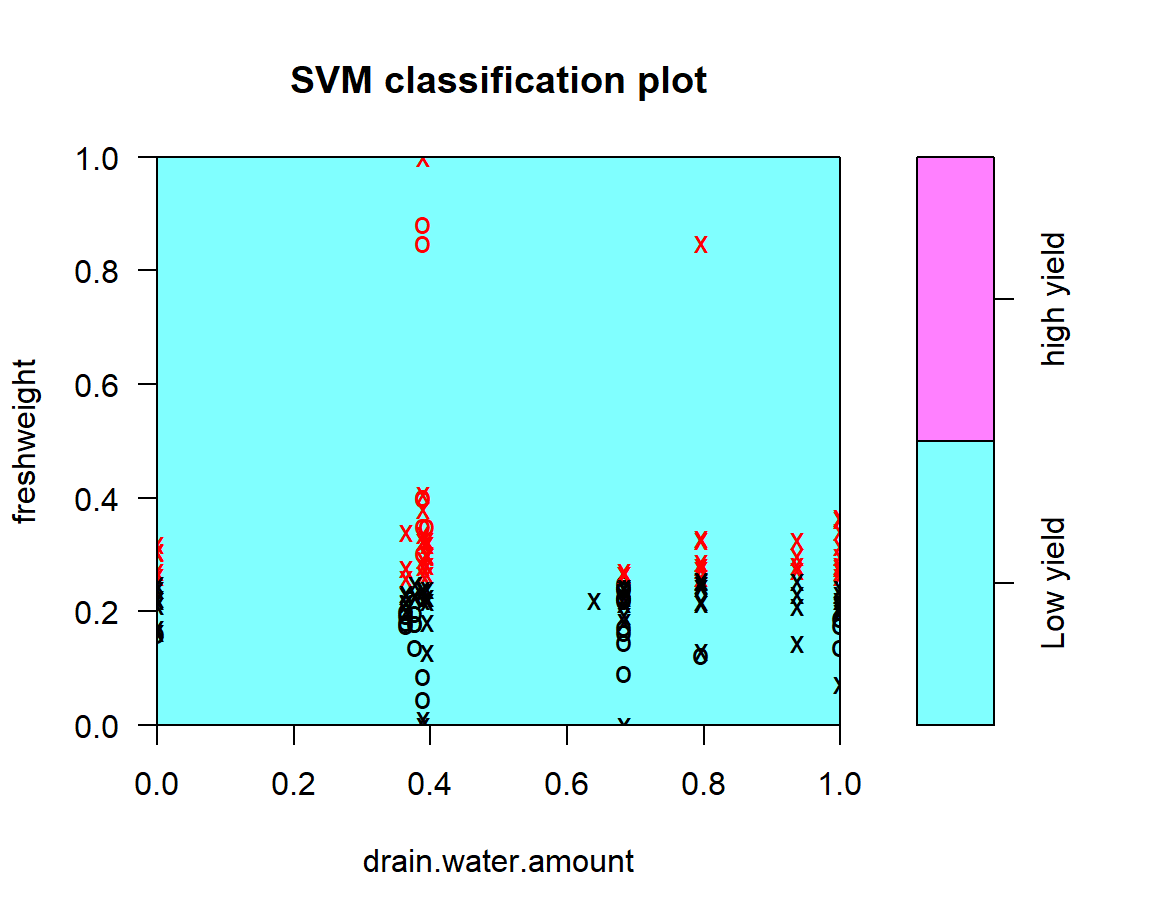 SVM classification plot
1.0
0.8
0.6
0.4
0.2
0.0
freshweight
0.0 0.2 0.4 0.6 0.8 1.0
drain.water.amount
high yield
Low yield